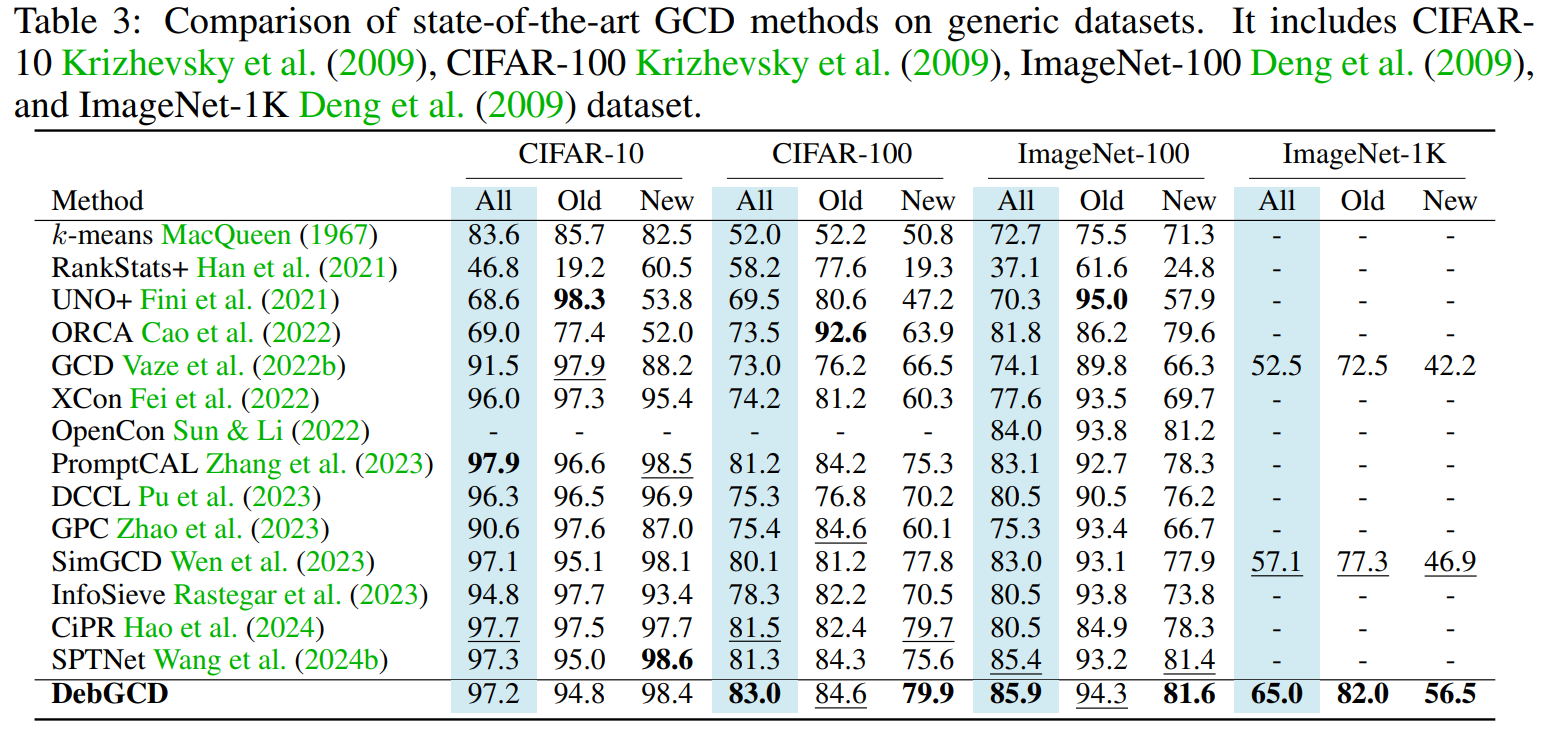 Table 3: Comparison of state-of-the-art GCD methods on generic datasets. It includes CIFAR-
10 Krizhevsky et al. (2009), CIFAR-100 Krizhevsky et al. (2009), ImageNet-100 Deng et al. (2009),
and ImageNet-1K Deng et al. (2009) dataset.
CIFAR-10 CIFAR-100 ImageNet-100 ImageNet-1K
Method All Old New All Old New All Old New All Old New
k-means MacQueen (1967) 83.6 85.7 82.5 52.0 52.2 50.8 72.7 75.5 71.3 - - -
RankStats+ Han et al. (2021) 46.8 19.2 60.5 58.2 77.6 19.3 37.1 61.6 24.8 - - -
UNO+ Fini et al. (2021) 68.6 98.3 53.8 69.5 80.6 47.2 70.3 95.0 57.9 - - -
ORCA Cao et al. (2022) 69.0 77.4 52.0 73.5 92.6 63.9 81.8 86.2 79.6 - - -
GCD Vaze et al. (2022b) 91.5 97.9 88.2 73.0 76.2 66.5 74.1 89.8 66.3 52.5 72.5 42.2
XCon Fei et al. (2022) 96.0 97.3 95.4 74.2 81.2 60.3 77.6 93.5 69.7 - - -
OpenCon Sun & Li (2022) - - - - - - 84.0 93.8 81.2 - - -
PromptCAL Zhang et al. (2023) 97.9 96.6 98.5 81.2 84.2 75.3 83.1 92.7 78.3 - - -
DCCL Pu et al. (2023) 96.3 96.5 96.9 75.3 76.8 70.2 80.5 90.5 76.2 - - -
GPC Zhao et al. (2023) 90.6 97.6 87.0 75.4 84.6 60.1 75.3 93.4 66.7 - - -
SimGCD Wen et al. (2023) 97.1 95.1 98.1 80.1 81.2 77.8 83.0 93.1 77.9 57.1 77.3 46.9
InfoSieve Rastegar et al. (2023) 94.8 97.7 93.4 78.3 82.2 70.5 80.5 93.8 73.8 - - -
CiPR Hao et al. (2024) 97.7 97.5 97.7 81.5 82.4 79.7 80.5 84.9 78.3 - - -
SPTNet Wang et al. (2024b) 97.3 95.0 98.6 81.3 84.3 75.6 85.4 93.2 81.4 - - -
DebGCD 97.2 94.8 98.4 83.0 84.6 79.9 85.9 94.3 81.6 65.0 82.0 56.5